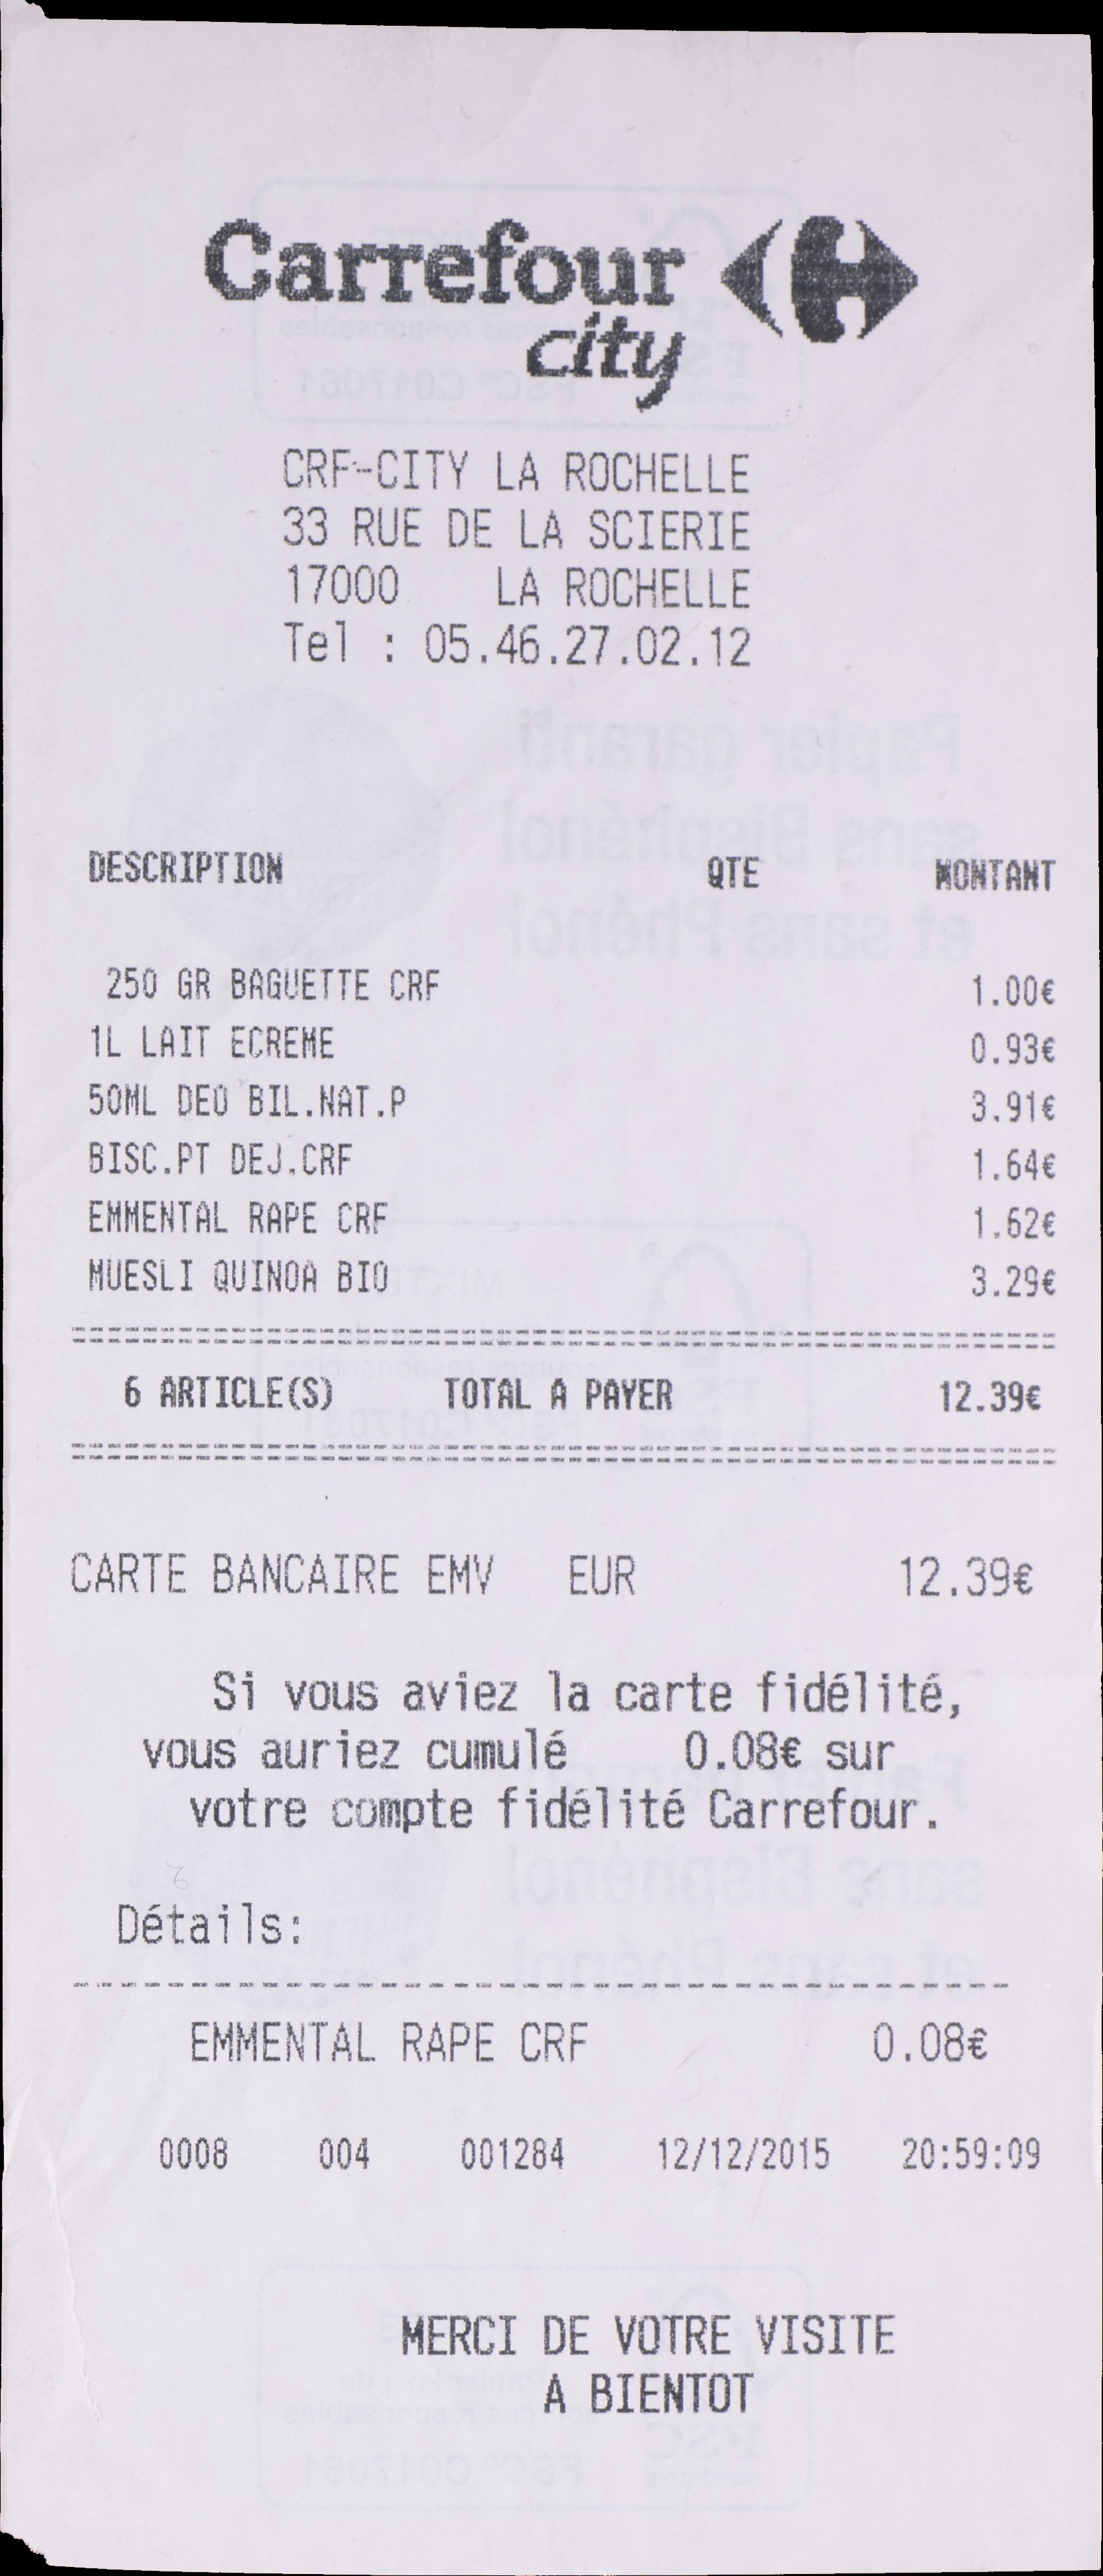 Carrefour
city
CRF-CITY LA ROCHELLE
33 RUE DE LA SCIERIE
17000 LA ROCHELLE
Tel : 05.46.27.02.12
DESCRIPTION QTE MONTANT
250 GR BAGUETTE CRF 1.00€
1L LAIT ECREME 0.93€
50ML DEO BIL.NAT.P 3.91€
BISC.PT DEJ.CRF 1.64€
EMMENTAL RAPE CRF 1.62€
MUESLI QUINOA BIO 3.29€
6 ARTICLE(S) TOTAL A PAYER 12.39€
CARTE BANCAIRE EMV EUR 12.39€
Si vous aviez la carte fidélité,
vous auriez cumulé 0.08€ sur
votre compte fidélité Carrefour.
Détails:
EMMENTAL RAPE CRF 0.08€
0008 004 001284 12/12/2015 20:59:09
MERCI DE VOTRE VISITE
A BIENTOT